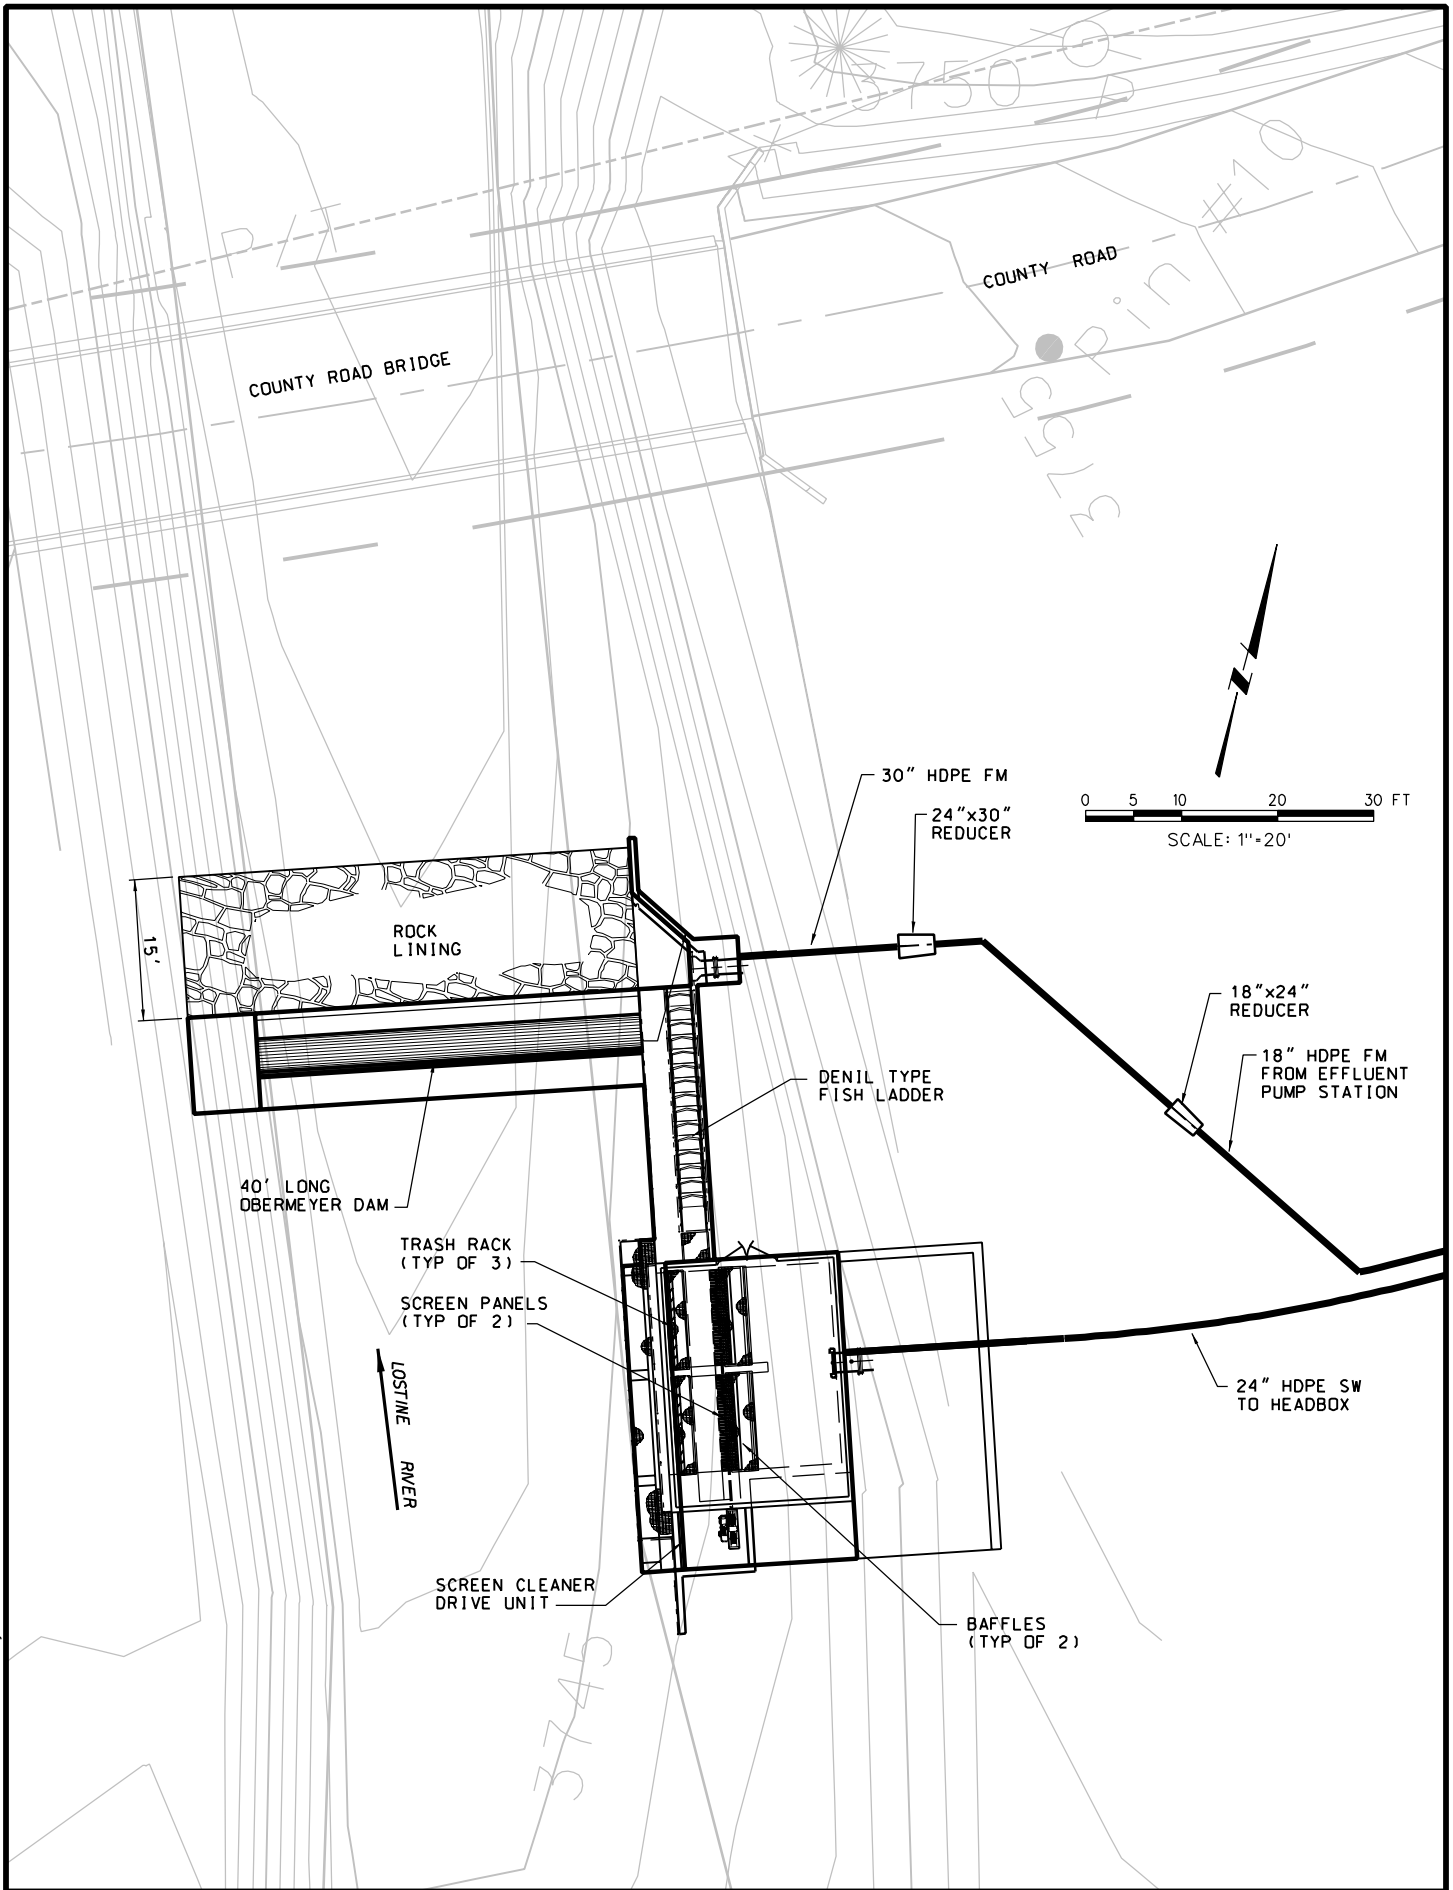 3750
P/T
#10
COUNTY ROAD
5/8 Pin
COUNTY ROAD BRIDGE
3755
N
30" HDPE FM
0 5 10 20 30 FT
24"x30"
REDUCER
SCALE: 1"=20'
ROCK
LINING
15'
18"x24"
REDUCER
18" HDPE FM
FROM EFFLUENT
PUMP STATION
DENIL TYPE
FISH LADDER
40' LONG
OBERMEYER DAM
TRASH RACK
(TYP OF 3)
SCREEN PANELS
(TYP OF 2)
LOSTINE RIVER
24" HDPE SW
TO HEADBOX
SCREEN CLEANER
DRIVE UNIT
BAFFLES
(TYP OF 2)
3745